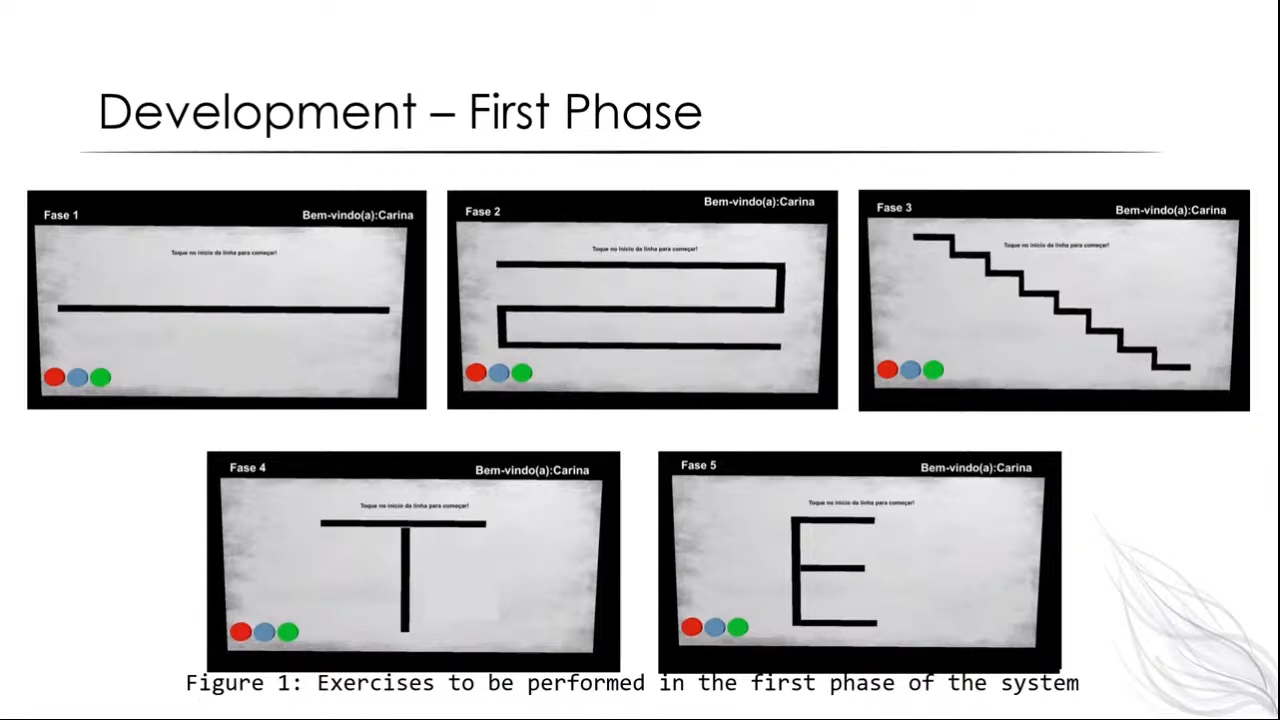 Development – First Phase
Fase 1
Bem-vindo(a):Carina
Toque no início da linha para começar!
Fase 2
Bem-vindo(a):Carina
Toque no início da linha para começar!
Fase 3
Bem-vindo(a):Carina
Toque no início da linha para começar!
Fase 4
Bem-vindo(a):Carina
Toque no início da linha para começar!
Fase 5
Bem-vindo(a):Carina
Toque no início da linha para começar!
T
E
Figure 1: Exercises to be performed in the first phase of the system